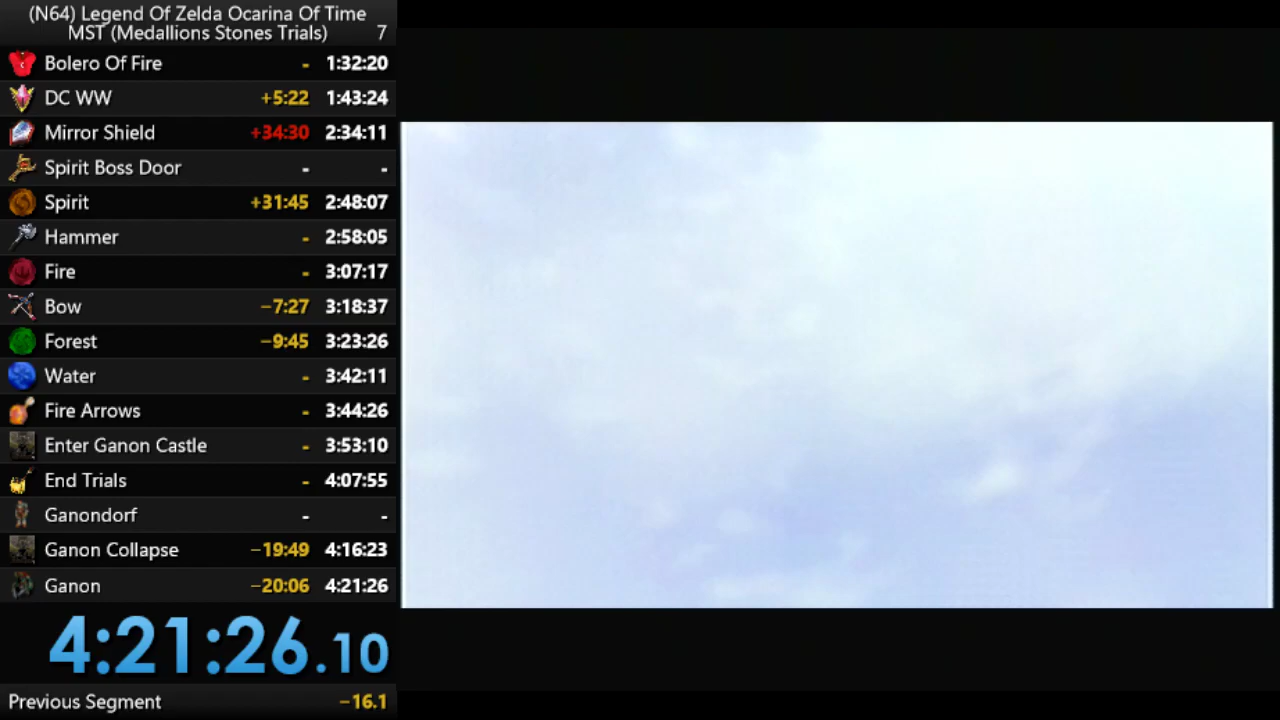 (N64) Legend Of Zelda Ocarina Of Time
MST (Medallions Stones Trials) 7
Bolero Of Fire - 1:32:20
DC WW +5:22 1:43:24
Mirror Shield +34:30 2:34:11
Spirit Boss Door - -
Spirit +31:45 2:48:07
Hammer - 2:58:05
Fire - 3:07:17
Bow −7:27 3:18:37
Forest −9:45 3:23:26
Water - 3:42:11
Fire Arrows - 3:44:26
Enter Ganon Castle - 3:53:10
End Trials - 4:07:55
Ganondorf - -
Ganon Collapse −19:49 4:16:23
Ganon −20:06 4:21:26
4:21:26.10
Previous Segment −16.1